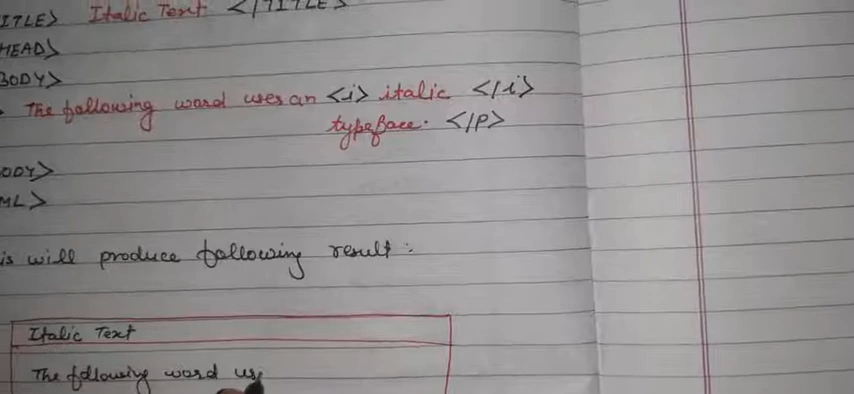 ITLE> Italic Text </TITLE>
HEAD>
BODY>
The following word uses an <i> italic </i>
typeface. </P>
ODY>
ML>
is will produce following result:
Italic Text
The following word us